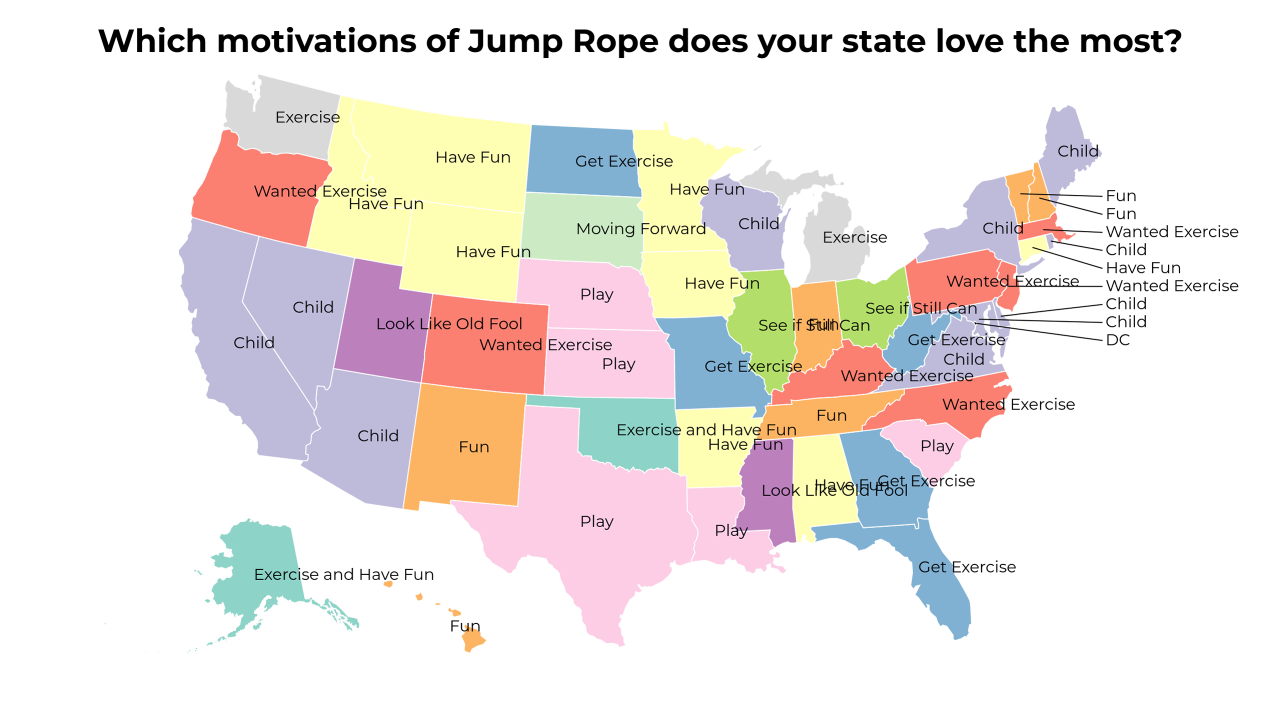 Which motivations of Jump Rope does your state love the most?
Exercise
Child
Have Fun
Get Exercise
Have Fun
Wanted Exercise
Have Fun
Fun
Have Fun
Fun
Child
Child
Moving Forward
Wanted Exercise
Exercise
Child
Have Fun
Have Fun
Wanted Exercise
Wanted Exercise
Have Fun
Play
Child
Child
See if Still Can
Child
Look Like Old Fool
See if Still Can
Fun
Get Exercise
DC
Child
Wanted Exercise
Child
Play
Get Exercise
Wanted Exercise
Wanted Exercise
Fun
Exercise and Have Fun
Child
Have Fun
Fun
Play
Get Exercise
Have Fun
Look Like Old Fool
Play
Play
Get Exercise
Exercise and Have Fun
Fun